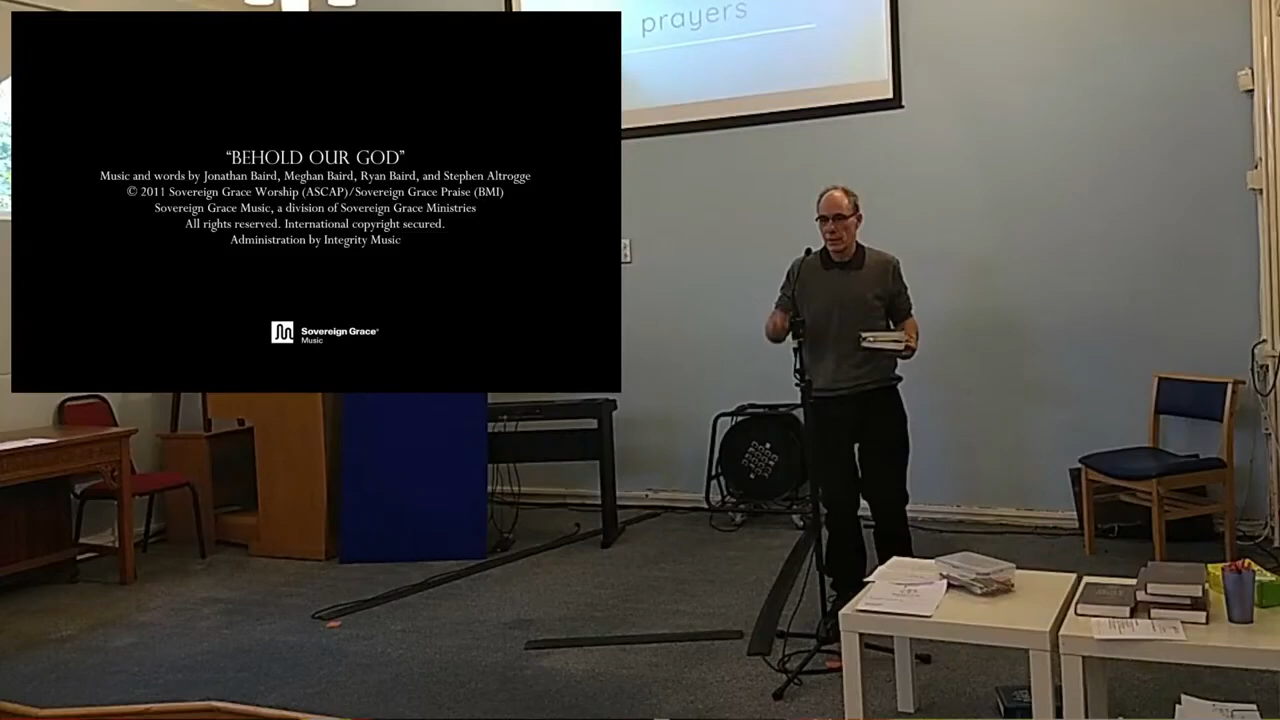 prayers
“BEHOLD OUR GOD”
Music and words by Jonathan Baird, Meghan Baird, Ryan Baird, and Stephen Altrogge
© 2011 Sovereign Grace Worship (ASCAP)/Sovereign Grace Praise (BMI)
Sovereign Grace Music, a division of Sovereign Grace Ministries
All rights reserved. International copyright secured.
Administration by Integrity Music
Sovereign Grace®
Music